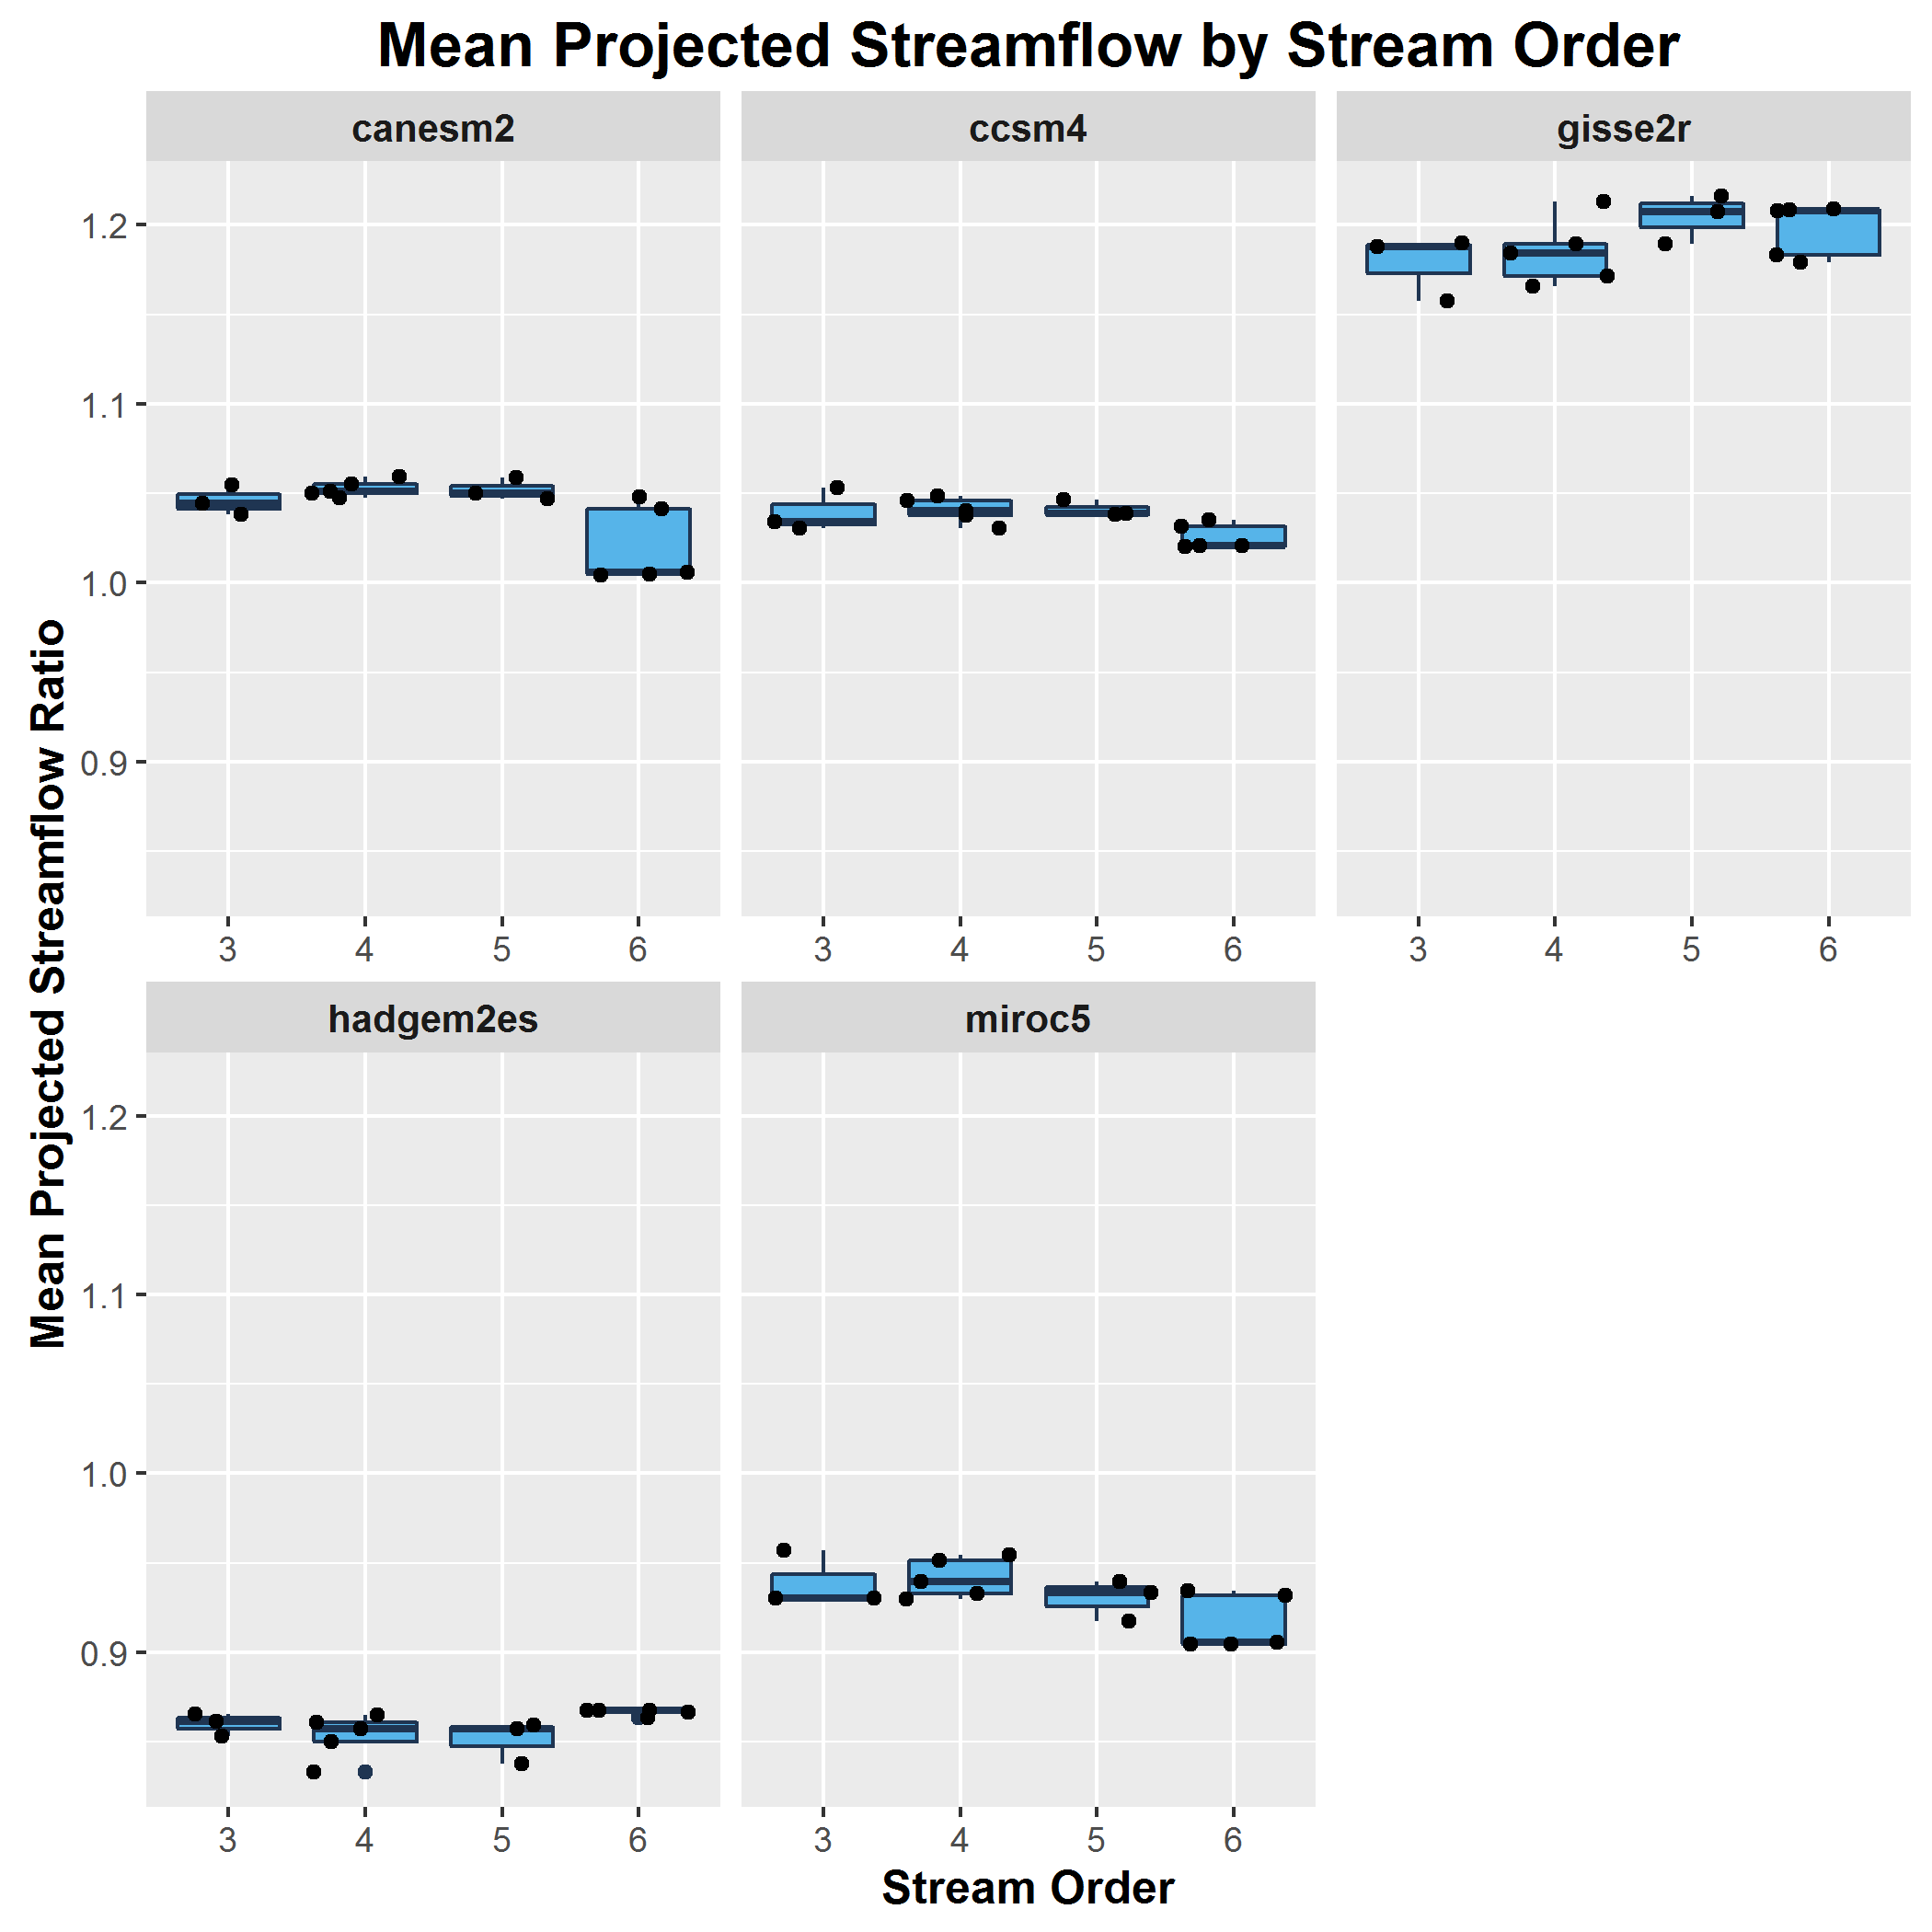 Mean Projected Streamflow by Stream Order
canesm2 ccsm4 gisse2r
1.2
1.1
1.0
0.9
3 4 5 6 3 4 5 6 3 4 5 6
Mean Projected Streamflow Ratio
hadgem2es miroc5
1.2
1.1
1.0
0.9
3 4 5 6 3 4 5 6
Stream Order